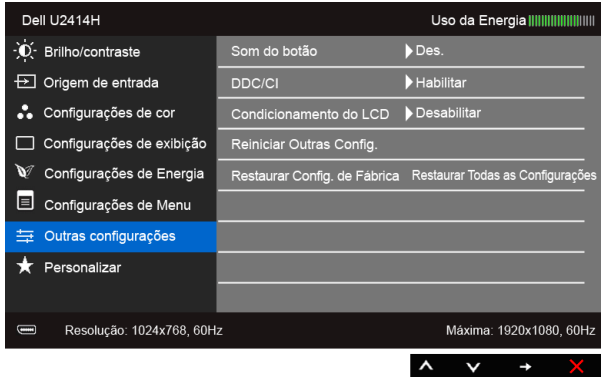 Dell U2414H Uso da Energia
Brilho/contraste Som do botão Des.
Origem de entrada DDC/CI Habilitar
Configurações de cor Condicionamento do LCD Desabilitar
Configurações de exibição Reiniciar Outras Config.
Configurações de Energia Restaurar Config. de Fábrica Restaurar Todas as Configurações
Configurações de Menu
Outras configurações
Personalizar
Resolução: 1024x768, 60Hz Máxima: 1920x1080, 60Hz